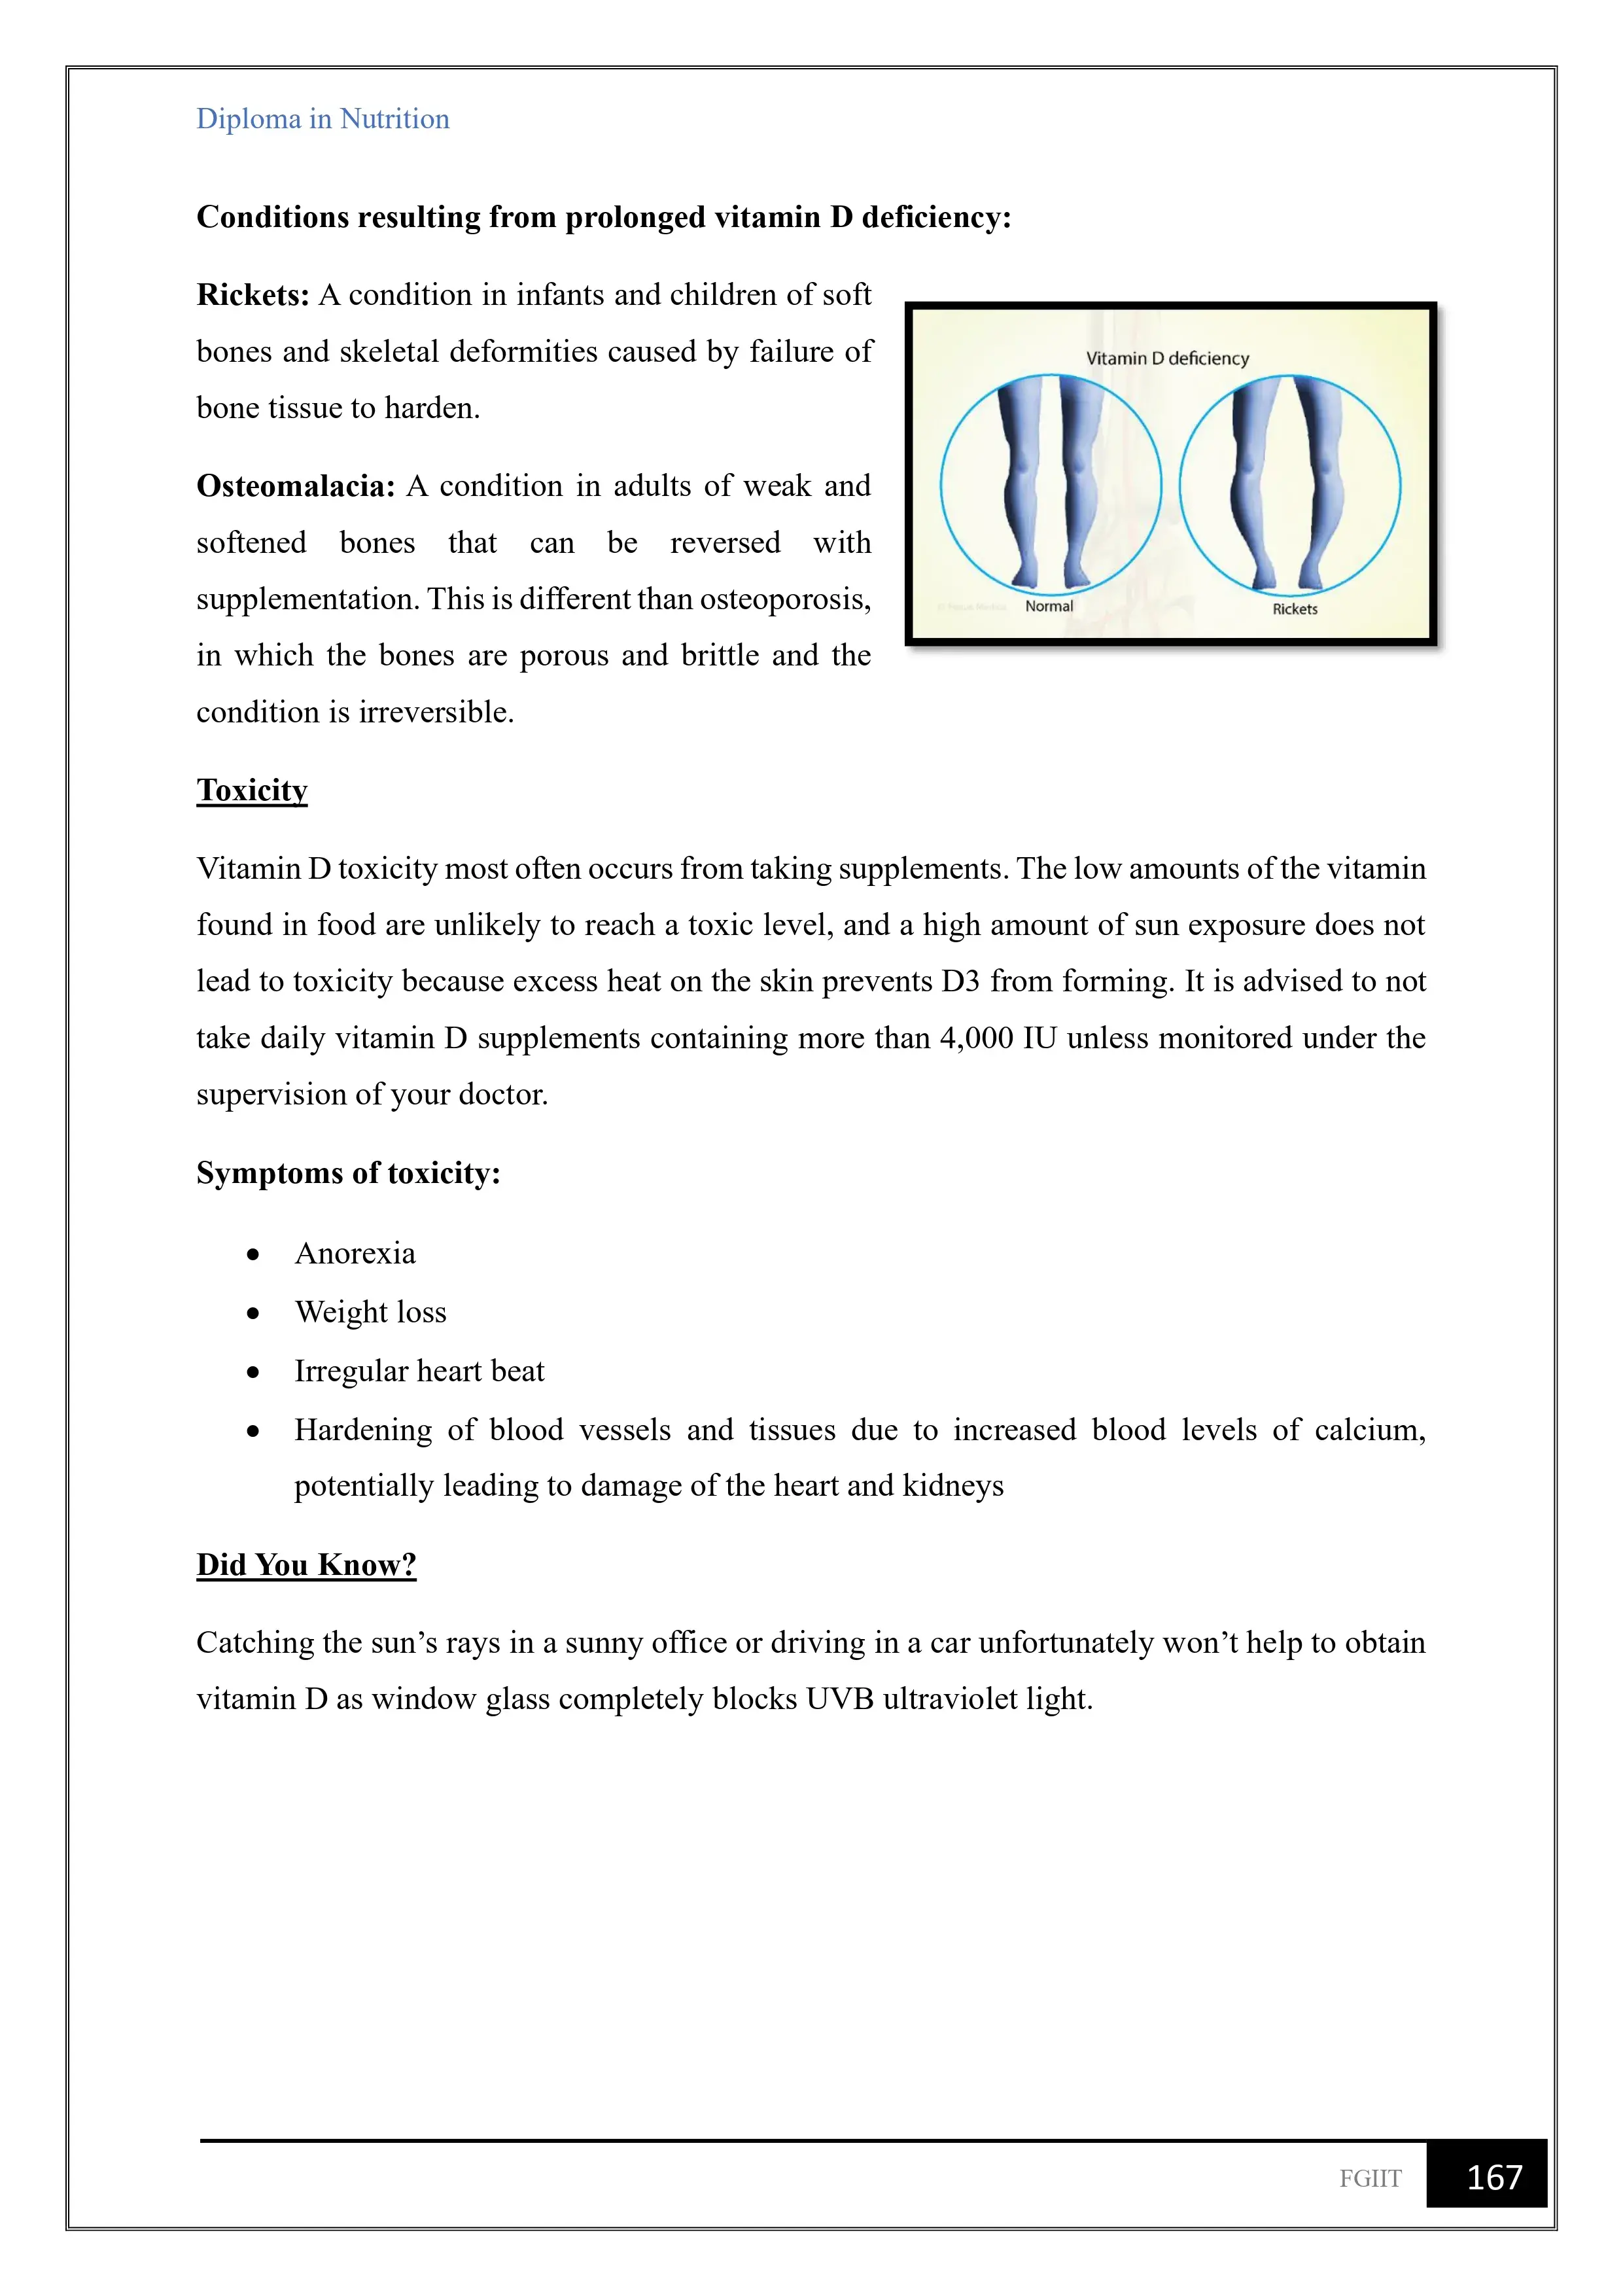 Diploma in Nutrition
Conditions resulting from prolonged vitamin D deficiency:
Rickets: A condition in infants and children of soft
bones and skeletal deformities caused by failure of
bone tissue to harden.
Osteomalacia: A condition in adults of weak and
softened bones that can be reversed with
supplementation. This is different than osteoporosis,
in which the bones are porous and brittle and the
condition is irreversible.
Vitamin D deficiency
Normal
Rickets
Toxicity
Vitamin D toxicity most often occurs from taking supplements. The low amounts of the vitamin
found in food are unlikely to reach a toxic level, and a high amount of sun exposure does not
lead to toxicity because excess heat on the skin prevents D3 from forming. It is advised to not
take daily vitamin D supplements containing more than 4,000 IU unless monitored under the
supervision of your doctor.
Symptoms of toxicity:
• Anorexia
• Weight loss
• Irregular heart beat
• Hardening of blood vessels and tissues due to increased blood levels of calcium,
potentially leading to damage of the heart and kidneys
Did You Know?
Catching the sun’s rays in a sunny office or driving in a car unfortunately won’t help to obtain
vitamin D as window glass completely blocks UVB ultraviolet light.
FGIIT
167